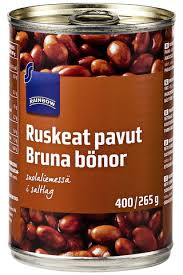 RAINBOW
Ruskeat pavut
Bruna bönor
suolaliemessä
i saltlag
400/265 g